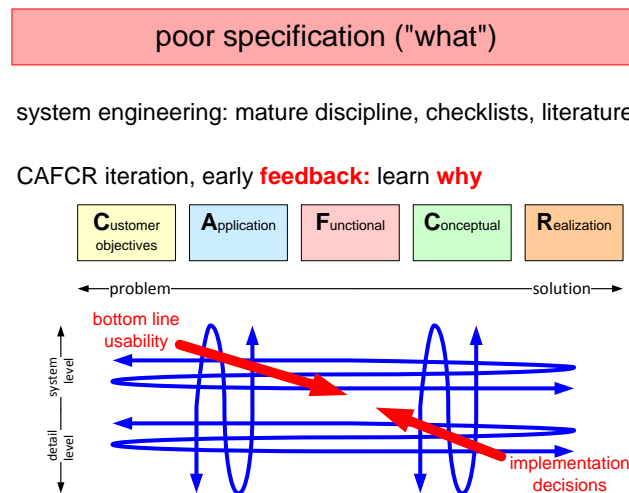 poor specification ("what")
system engineering: mature discipline, checklists, literature
CAFCR iteration, early feedback: learn why
Customer
objectives
Application
Functional
Conceptual
Realization
problem
solution
bottom line
usability
system
level
detail
level
implementation
decisions